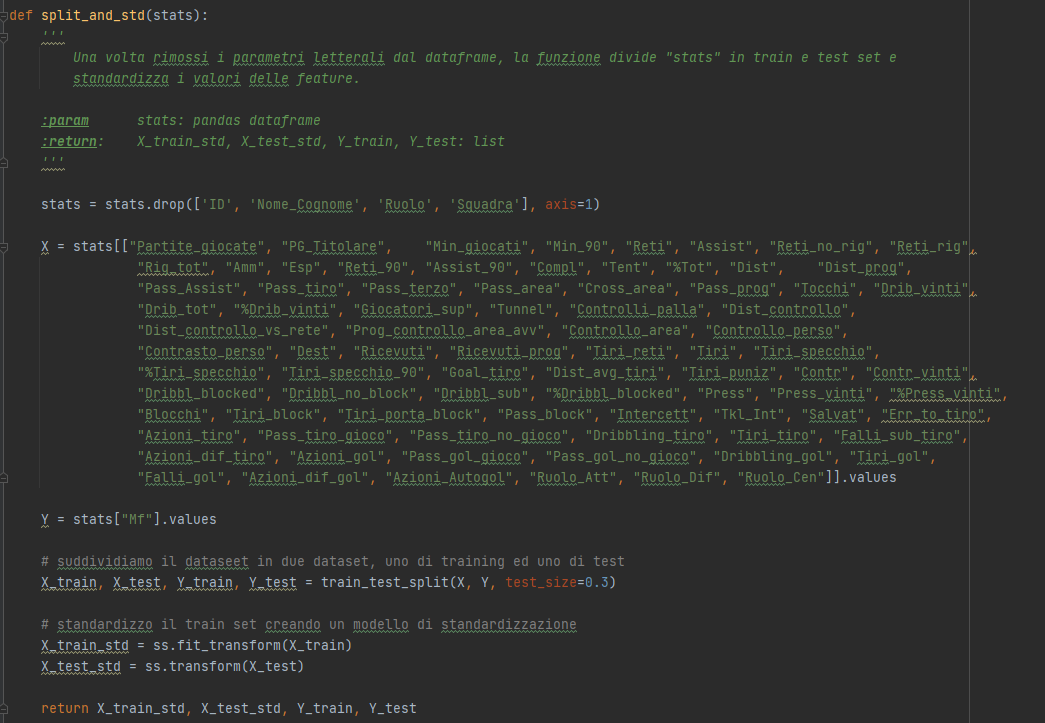 def split_and_std(stats):
    '''
        Una volta rimossi i parametri letterali dal dataframe, la funzione divide "stats" in train e test set e
        standardizza i valori delle feature.

    :param      stats: pandas dataframe
    :return:    X_train_std, X_test_std, Y_train, Y_test: list
    '''

    stats = stats.drop(['ID', 'Nome_Cognome', 'Ruolo', 'Squadra'], axis=1)

    X = stats[["Partite_giocate", "PG_Titolare",    "Min_giocati", "Min_90", "Reti", "Assist", "Reti_no_rig", "Reti_rig",
                "Rig_tot", "Amm", "Esp", "Reti_90", "Assist_90", "Compl", "Tent", "%Tot", "Dist",    "Dist_prog",
                "Pass_Assist", "Pass_tiro", "Pass_terzo", "Pass_area", "Cross_area", "Pass_prog", "Tocchi", "Drib_vinti",
                "Drib_tot", "%Drib_vinti", "Giocatori_sup", "Tunnel", "Controlli_palla", "Dist_controllo",
                "Dist_controllo_vs_rete", "Prog_controllo_area_avv", "Controllo_area", "Controllo_perso",
                "Contrasto_perso", "Dest", "Ricevuti", "Ricevuti_prog", "Tiri_reti", "Tiri", "Tiri_specchio",
                "%Tiri_specchio", "Tiri_specchio_90", "Goal_tiro", "Dist_avg_tiri", "Tiri_puniz", "Contr", "Contr_vinti",
                "Dribbl_blocked", "Dribbl_no_block", "Dribbl_sub", "%Dribbl_blocked", "Press", "Press_vinti", "%Press_vinti",
                "Blocchi", "Tiri_block", "Tiri_porta_block", "Pass_block", "Intercett", "Tkl_Int", "Salvat", "Err_to_tiro",
                "Azioni_tiro", "Pass_tiro_gioco", "Pass_tiro_no_gioco", "Dribbling_tiro", "Tiri_tiro", "Falli_sub_tiro",
                "Azioni_dif_tiro", "Azioni_gol", "Pass_gol_gioco", "Pass_gol_no_gioco", "Dribbling_gol", "Tiri_gol",
                "Falli_gol", "Azioni_dif_gol", "Azioni_Autogol", "Ruolo_Att", "Ruolo_Dif", "Ruolo_Cen"]].values

    Y = stats["Mf"].values

    # suddividiamo il dataseet in due dataset, uno di training ed uno di test
    X_train, X_test, Y_train, Y_test = train_test_split(X, Y, test_size=0.3)

    # standardizzo il train set creando un modello di standardizzazione
    X_train_std = ss.fit_transform(X_train)
    X_test_std = ss.transform(X_test)

    return X_train_std, X_test_std, Y_train, Y_test